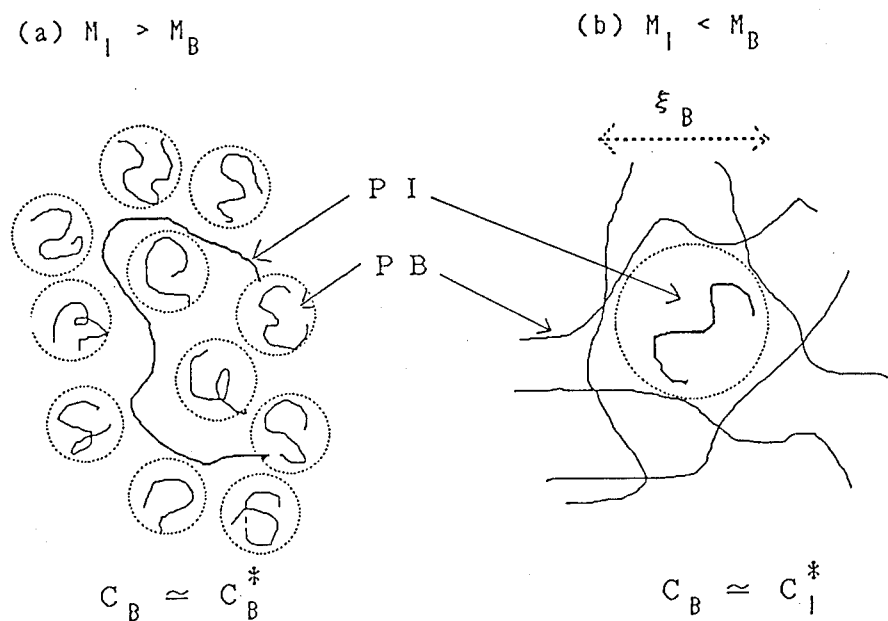 (a) M_I > M_B
(b) M_I < M_B
ξ_B
P I
P B
C_B ≃ C_B^*
C_B ≃ C_I^*